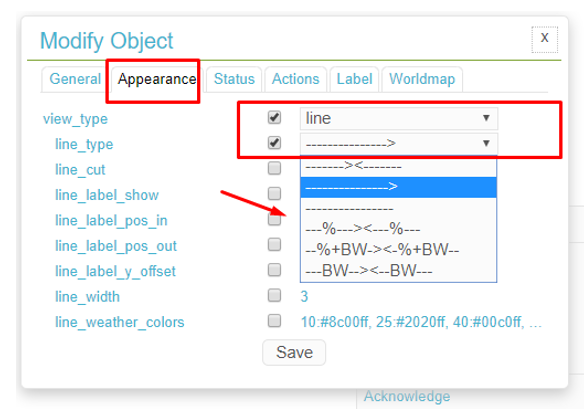 Modify Object
x
General Appearance Status Actions Label Worldmap
view_type line
line_type --------------->
line_cut ------><-------
line_label_show --------------->
---------------
line_label_pos_in ---%---><---%---
line_label_pos_out --%+BW-><-%+BW--
line_label_y_offset ---BW--><--BW---
line_width 3
line_weather_colors 10:#8c00ff, 25:#2020ff, 40:#00c0ff, ...
Save
Acknowledge